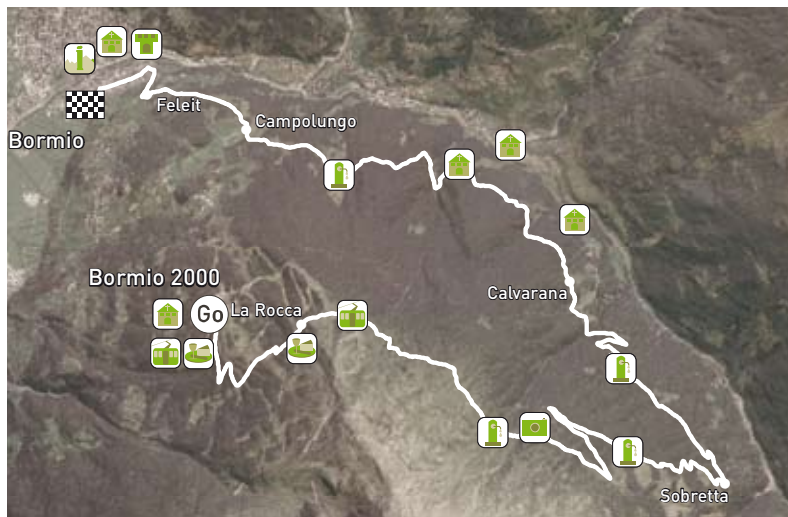 Feleit
Campolungo
Bormio
Bormio 2000
Go
La Rocca
Calvarana
Sobretta